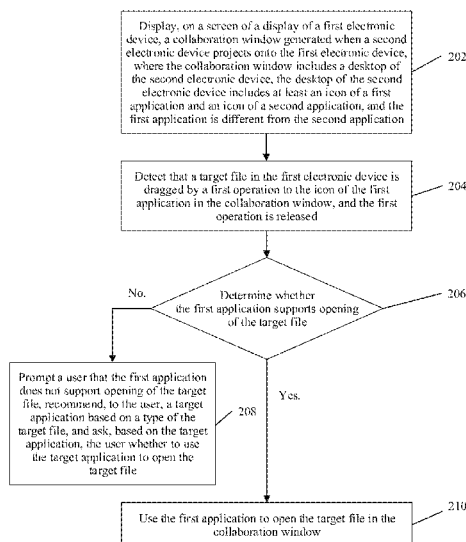 Display, on a screen of a display of a first electronic
device, a collaboration window generated when a second
electronic device projects onto the first electronic device,
where the collaboration window includes a desktop of
the second electronic device, the desktop of the second
electronic device includes at least an icon of a first
application and an icon of a second application, and the
first application is different from the second application
202
Detect that a target file in the first electronic device is
dragged by a first operation to the icon of the first
application in the collaboration window, and the first
operation is released
204
Determine whether
the first application supports opening
of the target file
206
No.
Yes.
Prompt a user that the first application
does not support opening of the target
file, recommend, to the user, a target
application based on a type of the
target file, and ask, based on the target
application, the user whether to use
the target application to open the
target file
208
Use the first application to open the target file in the
collaboration window
210